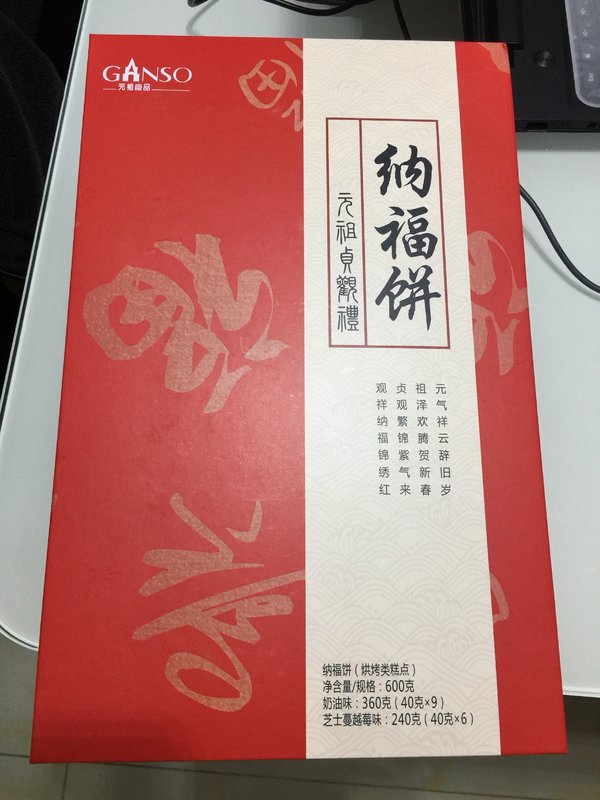 GANSO
元祖食品
纳福饼
元祖貞觀禮
元气祥云辞旧岁
祖泽欢腾贺新春
贞观繁锦紫气来
观祥纳福锦绣红
纳福饼（烘烤类糕点）
净含量/规格：600克
奶油味：360克（40克×9）
芝士蔓越莓味：240克（40克×6）